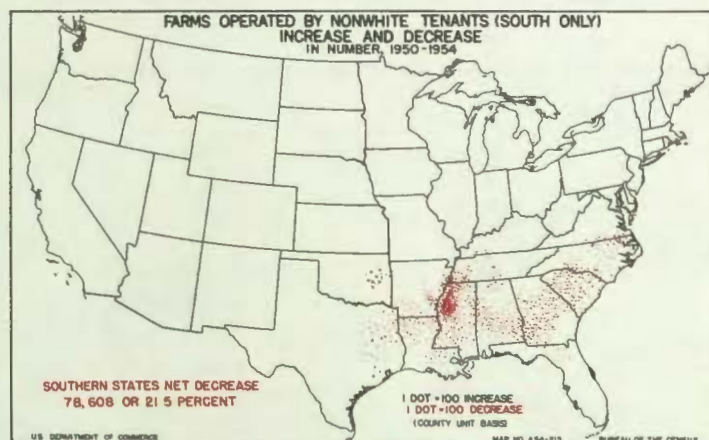 FARMS OPERATED BY NONWHITE TENANTS (SOUTH ONLY)
INCREASE AND DECREASE
IN NUMBER, 1950-1954
SOUTHERN STATES NET DECREASE
78,608 OR 21 5 PERCENT
1 DOT = 100 INCREASE
1 DOT = 100 DECREASE
(COUNTY UNIT BASIS)
U.S. DEPARTMENT OF COMMERCE
MAP NO. BUREAU OF THE CENSUS